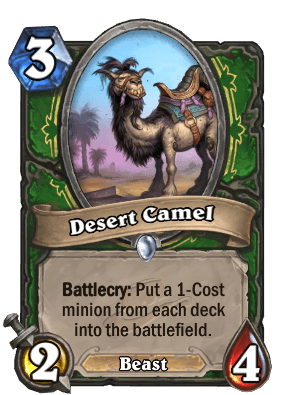 3
Desert Camel
Battlecry: Put a 1-Cost
minion from each deck
into the battlefield.
2
Beast
4